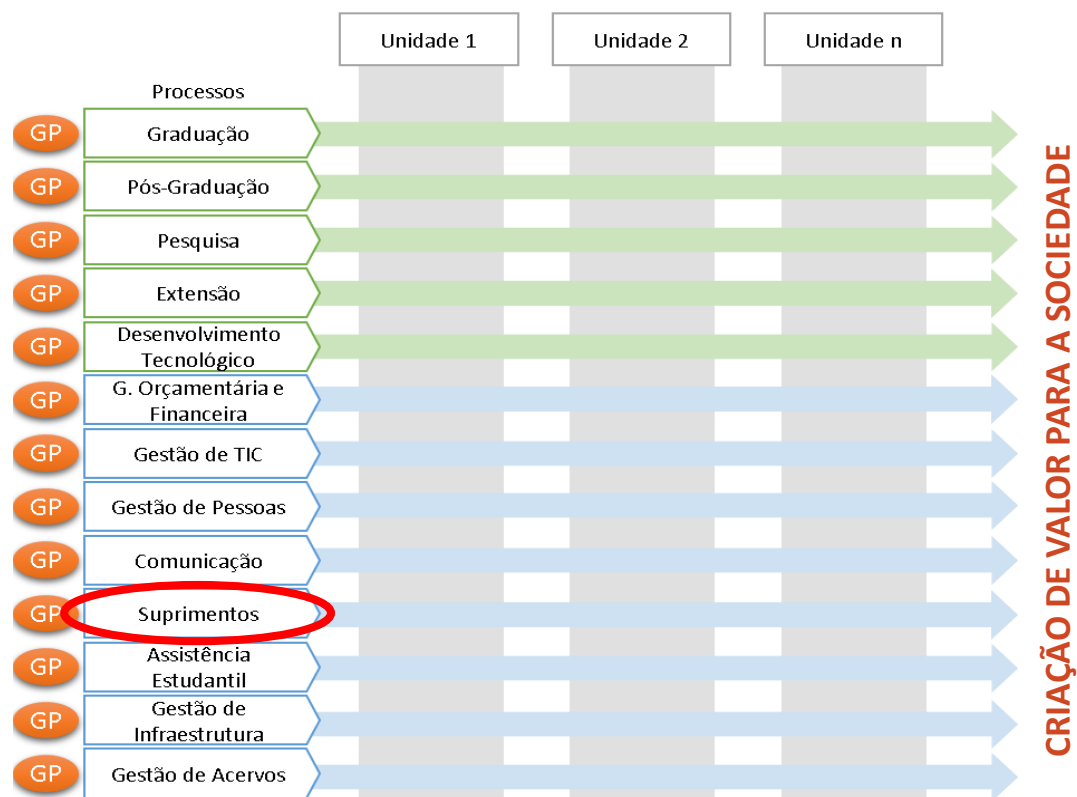 Unidade 1
Unidade 2
Unidade n
Processos
GP
Graduação
GP
Pós-Graduação
GP
Pesquisa
GP
Extensão
GP
Desenvolvimento
Tecnológico
GP
G. Orçamentária e
Financeira
GP
Gestão de TIC
GP
Gestão de Pessoas
GP
Comunicação
GP
Suprimentos
GP
Assistência
Estudantil
GP
Gestão de
Infraestrutura
GP
Gestão de Acervos
CRIAÇÃO DE VALOR PARA A SOCIEDADE